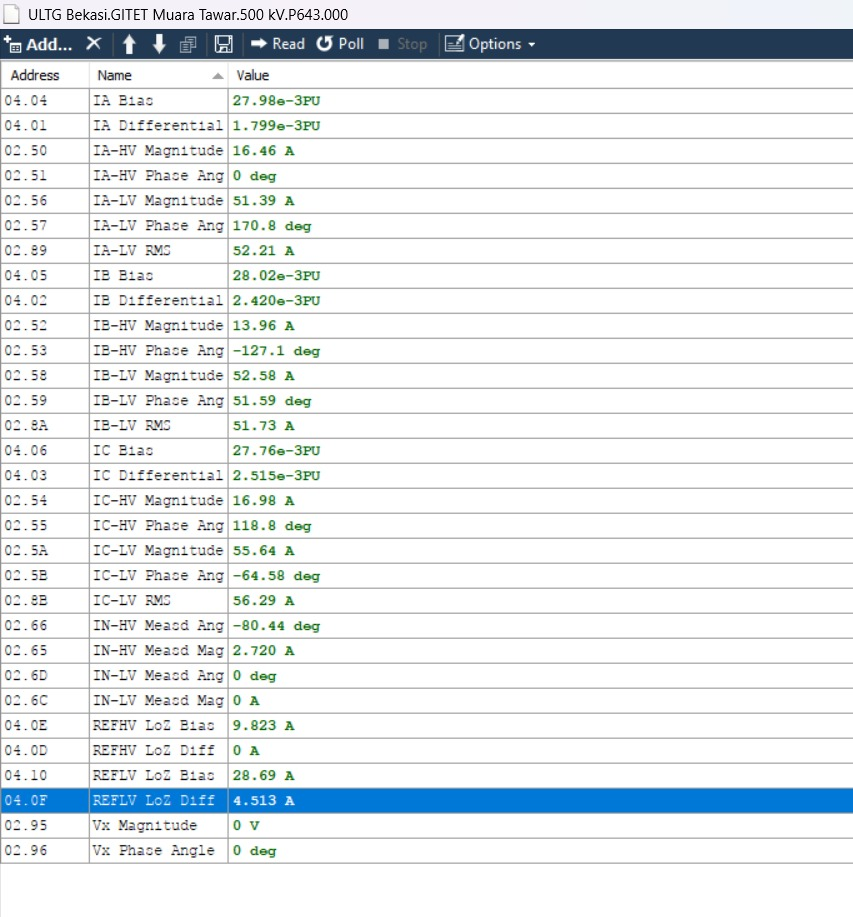 ULTG Bekasi.GITET Muara Tawar.500 kV.P643.000
Add... Read Poll Stop Options
Address Name Value
04.04 IA Bias 27.98e-3PU
04.01 IA Differential 1.799e-3PU
02.50 IA-HV Magnitude 16.46 A
02.51 IA-HV Phase Ang 0 deg
02.56 IA-LV Magnitude 51.39 A
02.57 IA-LV Phase Ang 170.8 deg
02.89 IA-LV RMS 52.21 A
04.05 IB Bias 28.02e-3PU
04.02 IB Differential 2.420e-3PU
02.52 IB-HV Magnitude 13.96 A
02.53 IB-HV Phase Ang -127.1 deg
02.58 IB-LV Magnitude 52.58 A
02.59 IB-LV Phase Ang 51.59 deg
02.8A IB-LV RMS 51.73 A
04.06 IC Bias 27.76e-3PU
04.03 IC Differential 2.515e-3PU
02.54 IC-HV Magnitude 16.98 A
02.55 IC-HV Phase Ang 118.8 deg
02.5A IC-LV Magnitude 55.64 A
02.5B IC-LV Phase Ang -64.58 deg
02.8B IC-LV RMS 56.29 A
02.66 IN-HV Measd Ang -80.44 deg
02.65 IN-HV Measd Mag 2.720 A
02.6D IN-LV Measd Ang 0 deg
02.6C IN-LV Measd Mag 0 A
04.0E REFHV LoZ Bias 9.823 A
04.0D REFHV LoZ Diff 0 A
04.10 REFLV LoZ Bias 28.69 A
04.0F REFLV LoZ Diff 4.513 A
02.95 Vx Magnitude 0 V
02.96 Vx Phase Angle 0 deg